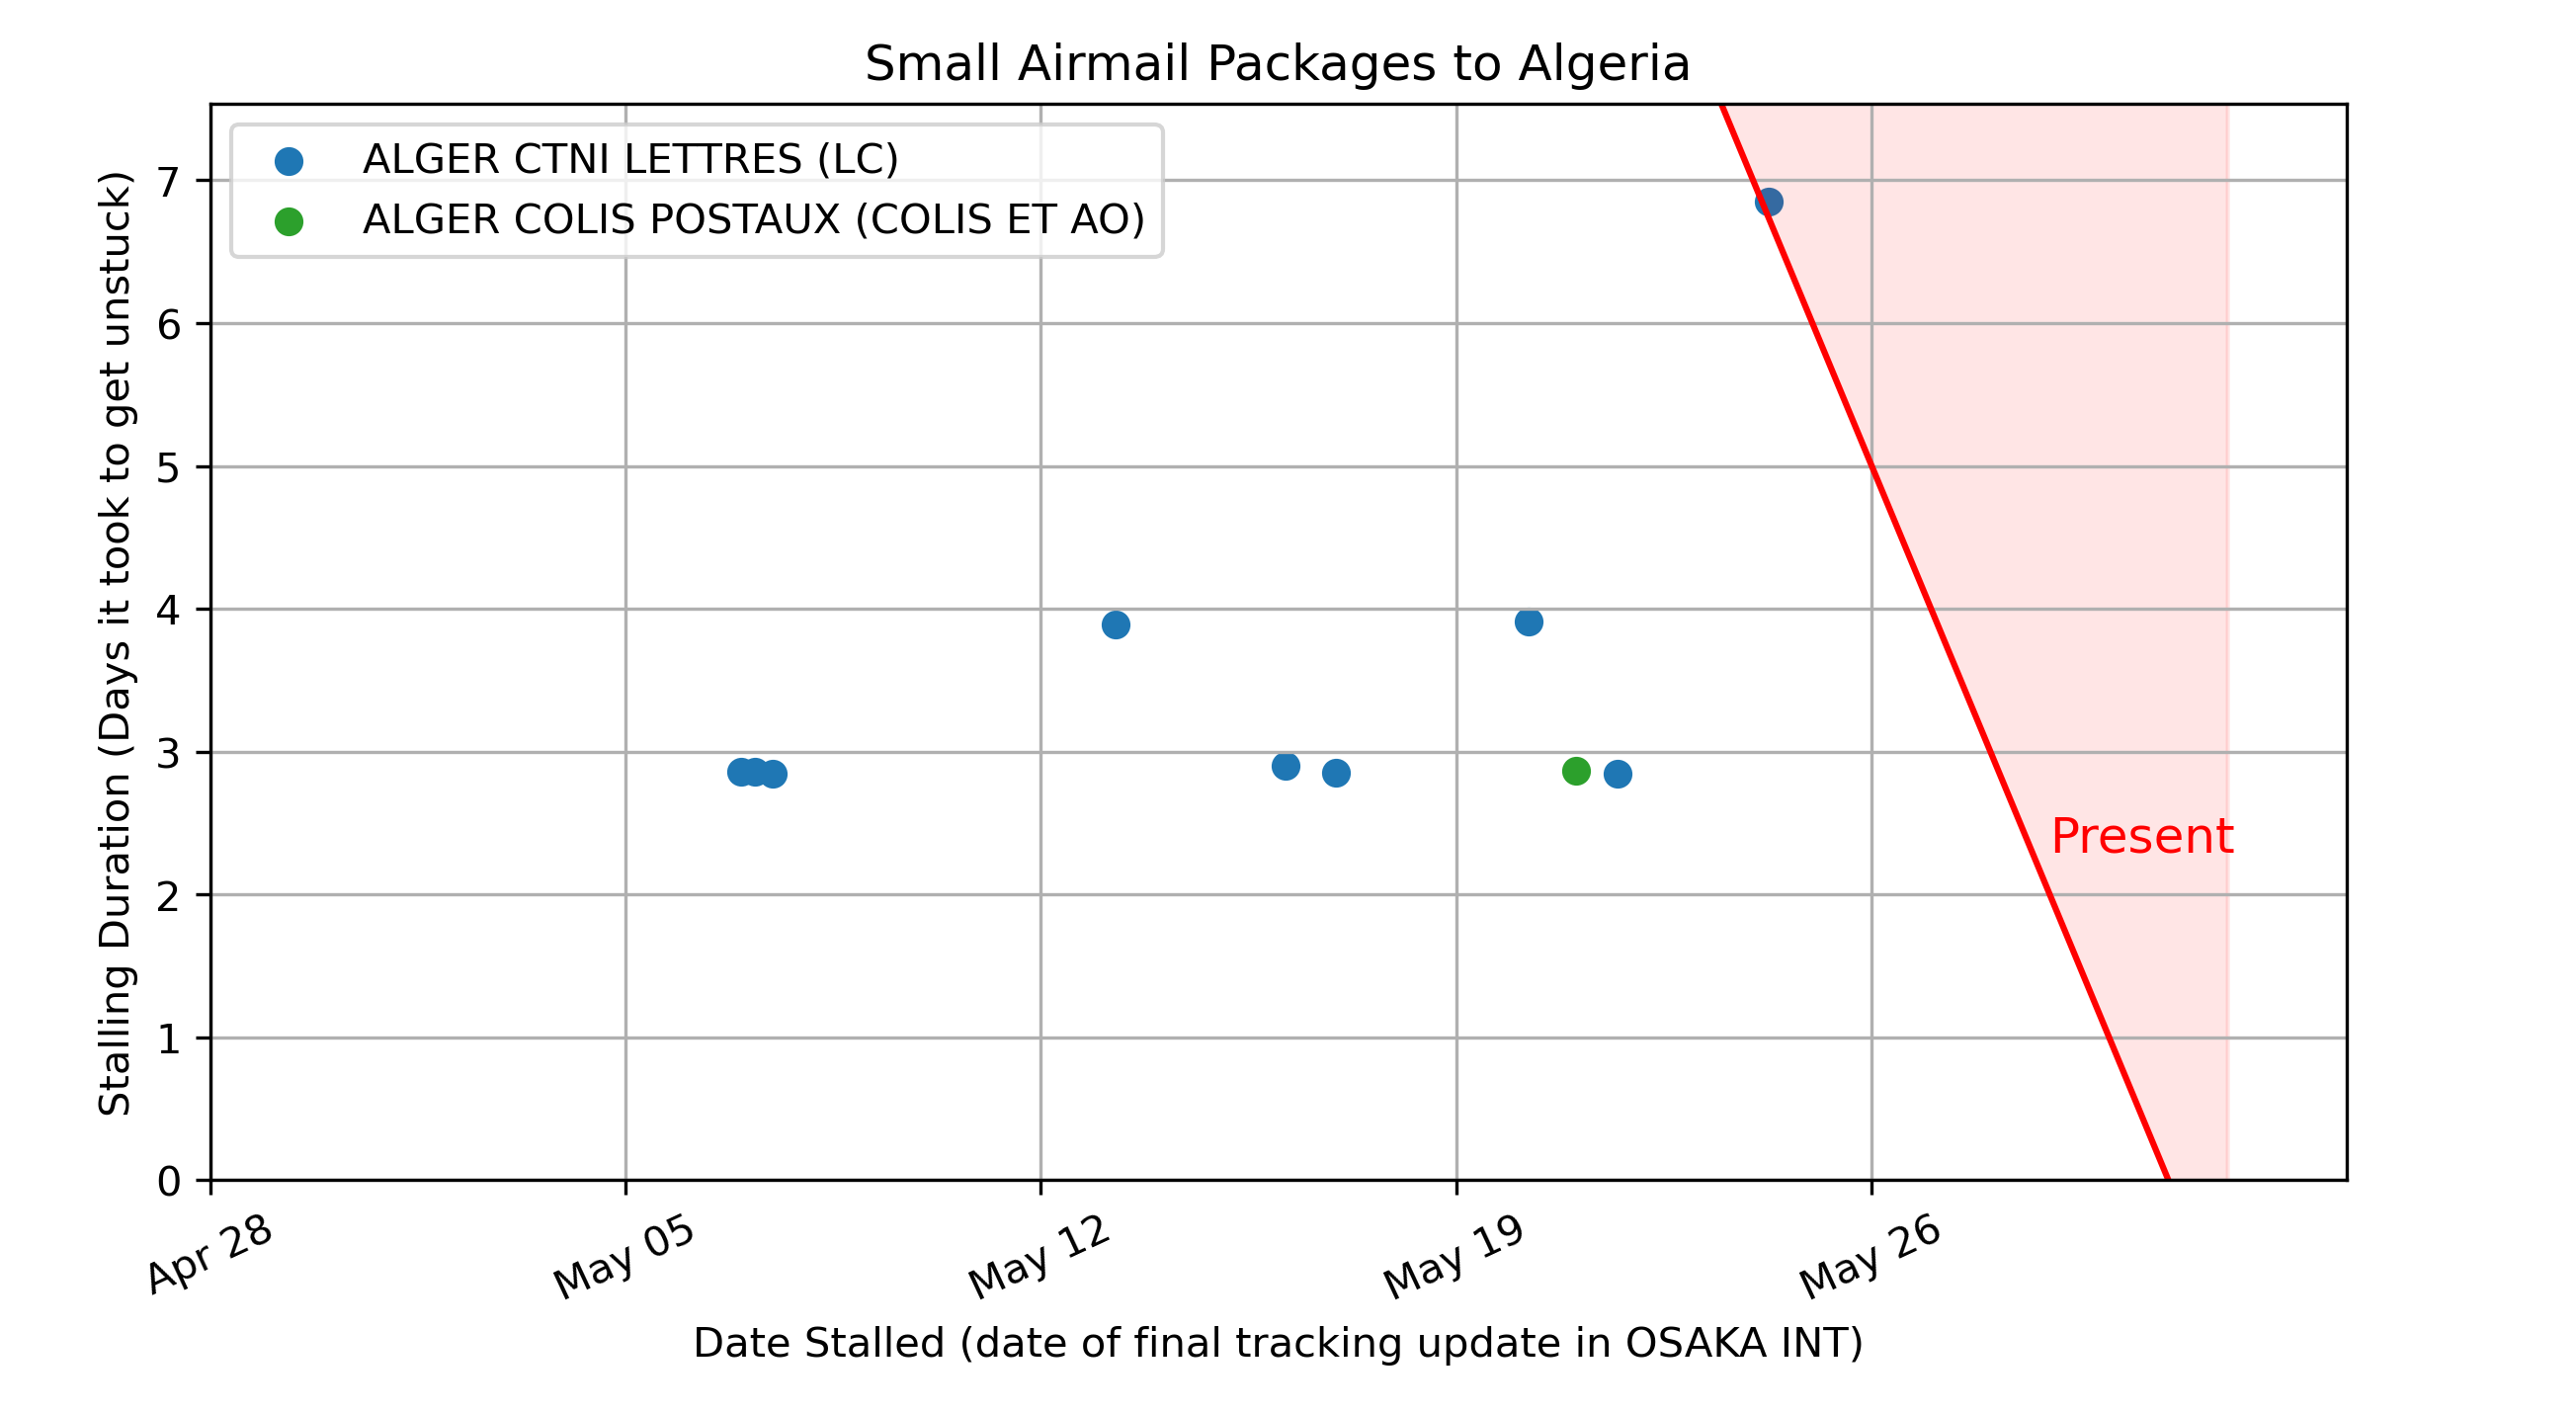 Small Airmail Packages to Algeria
ALGER CTNI LETTRES (LC)
ALGER COLIS POSTAUX (COLIS ET AO)
Stalling Duration (Days it took to get unstuck)
7
6
5
4
3
2
1
0
Present
Apr 28
May 05
May 12
May 19
May 26
Date Stalled (date of final tracking update in OSAKA INT)